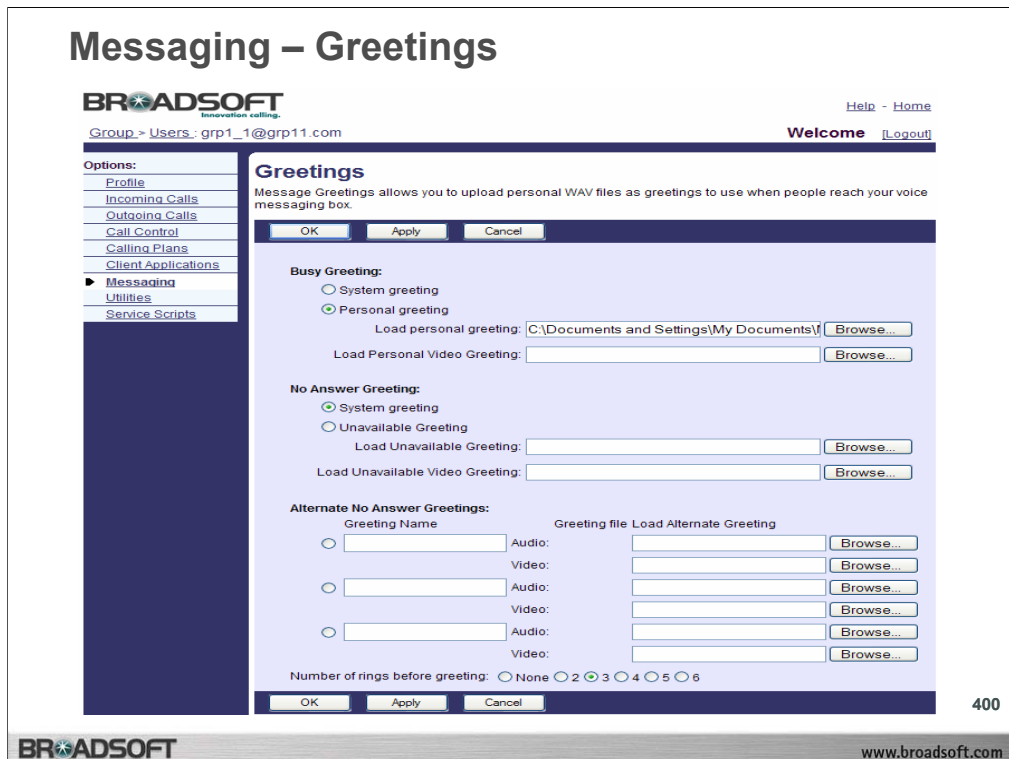 Messaging – Greetings
BROADSOFT
Innovation calling.
Help - Home
Group > Users : grp1_1@grp11.com
Welcome [Logout]
Options:
Profile
Incoming Calls
Outgoing Calls
Call Control
Calling Plans
Client Applications
Messaging
Utilities
Service Scripts
Greetings
Message Greetings allows you to upload personal WAV files as greetings to use when people reach your voice
messaging box.
OK Apply Cancel
Busy Greeting:
System greeting
Personal greeting
Load personal greeting: C:\Documents and Settings\My Documents\ Browse...
Load Personal Video Greeting: Browse...
No Answer Greeting:
System greeting
Unavailable Greeting
Load Unavailable Greeting: Browse...
Load Unavailable Video Greeting: Browse...
Alternate No Answer Greetings:
Greeting Name Greeting file Load Alternate Greeting
Audio: Browse...
Video: Browse...
Audio: Browse...
Video: Browse...
Audio: Browse...
Video: Browse...
Number of rings before greeting: None 2 3 4 5 6
OK Apply Cancel
400
BROADSOFT
www.broadsoft.com